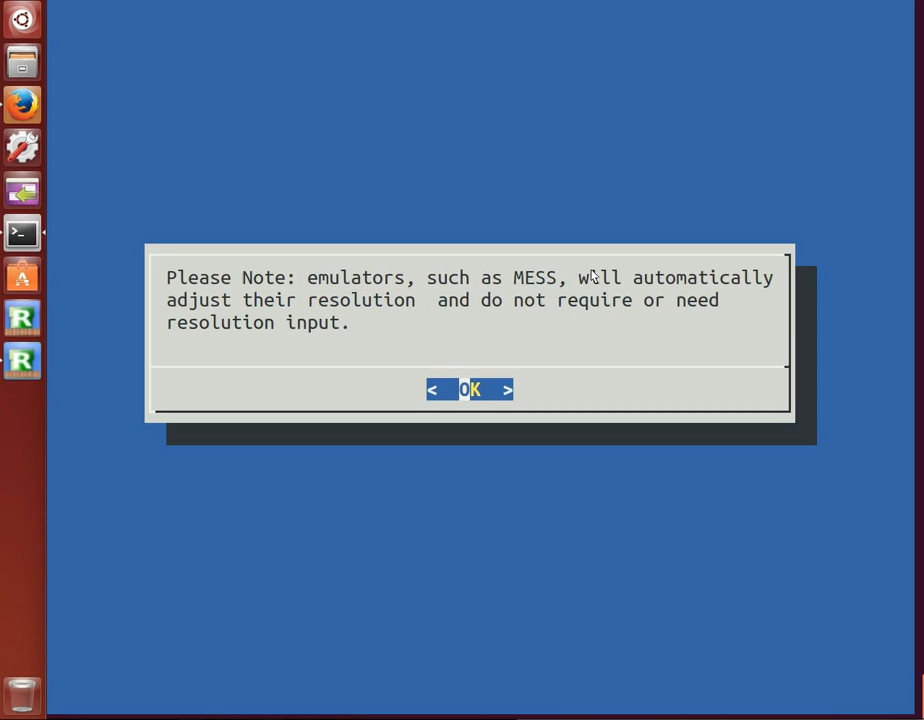 Please Note: emulators, such as MESS, will automatically
adjust their resolution  and do not require or need
resolution input.
<  OK  >